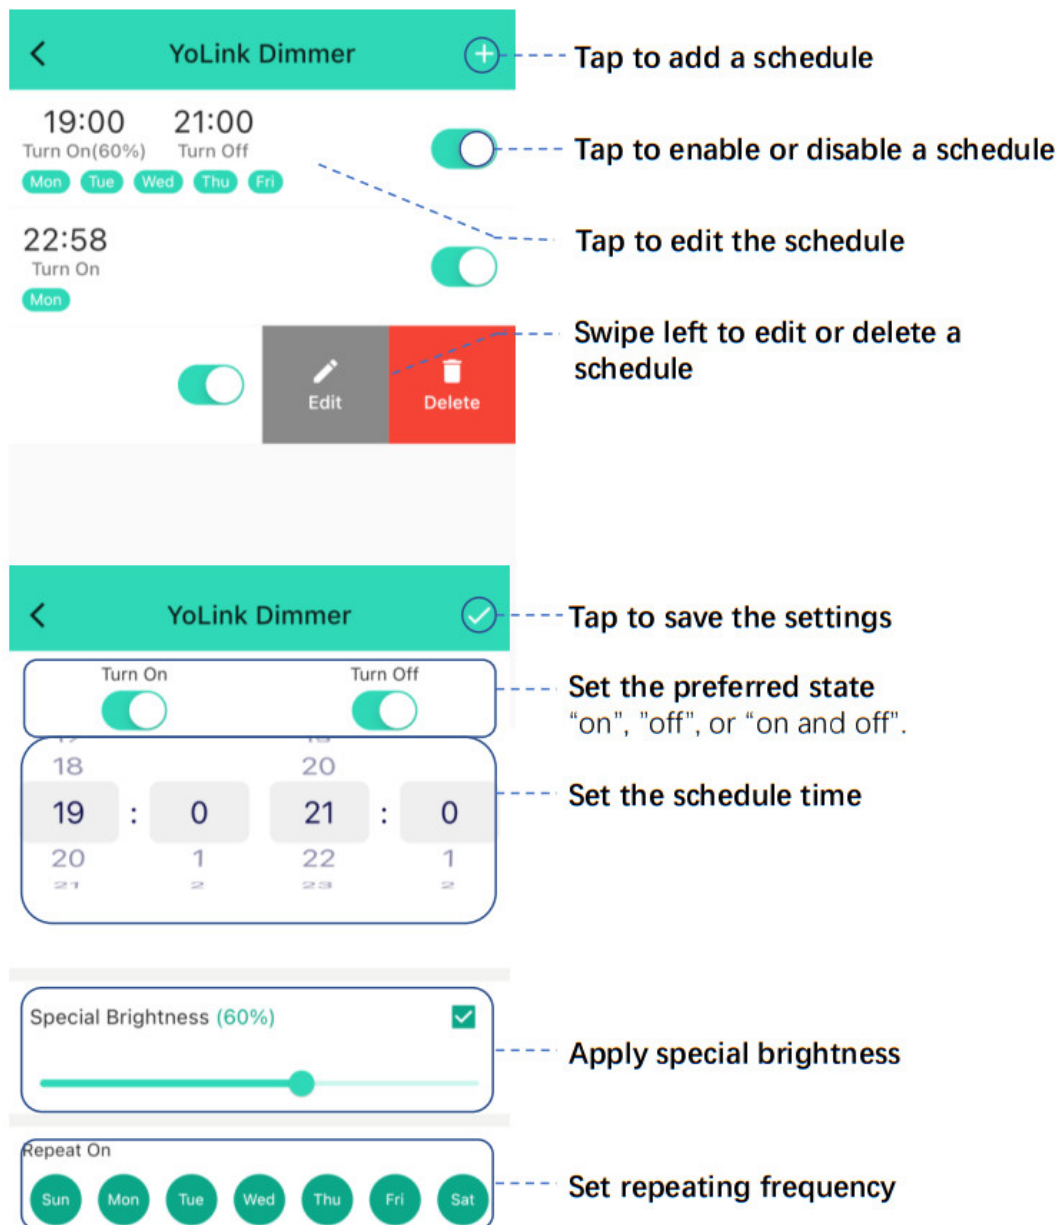 YoLink Dimmer
Tap to add a schedule
19:00 21:00
Turn On(60%) Turn Off
Mon Tue Wed Thu Fri
Tap to enable or disable a schedule
Tap to edit the schedule
22:58
Turn On
Mon
Swipe left to edit or delete a
schedule
Edit Delete
YoLink Dimmer
Tap to save the settings
Turn On Turn Off
Set the preferred state
“on”, ”off”, or “on and off”.
18 20
19 : 0 21 : 0
20 1 22 1
21 2 23 2
Set the schedule time
Special Brightness (60%)
Apply special brightness
Repeat On
Sun Mon Tue Wed Thu Fri Sat
Set repeating frequency